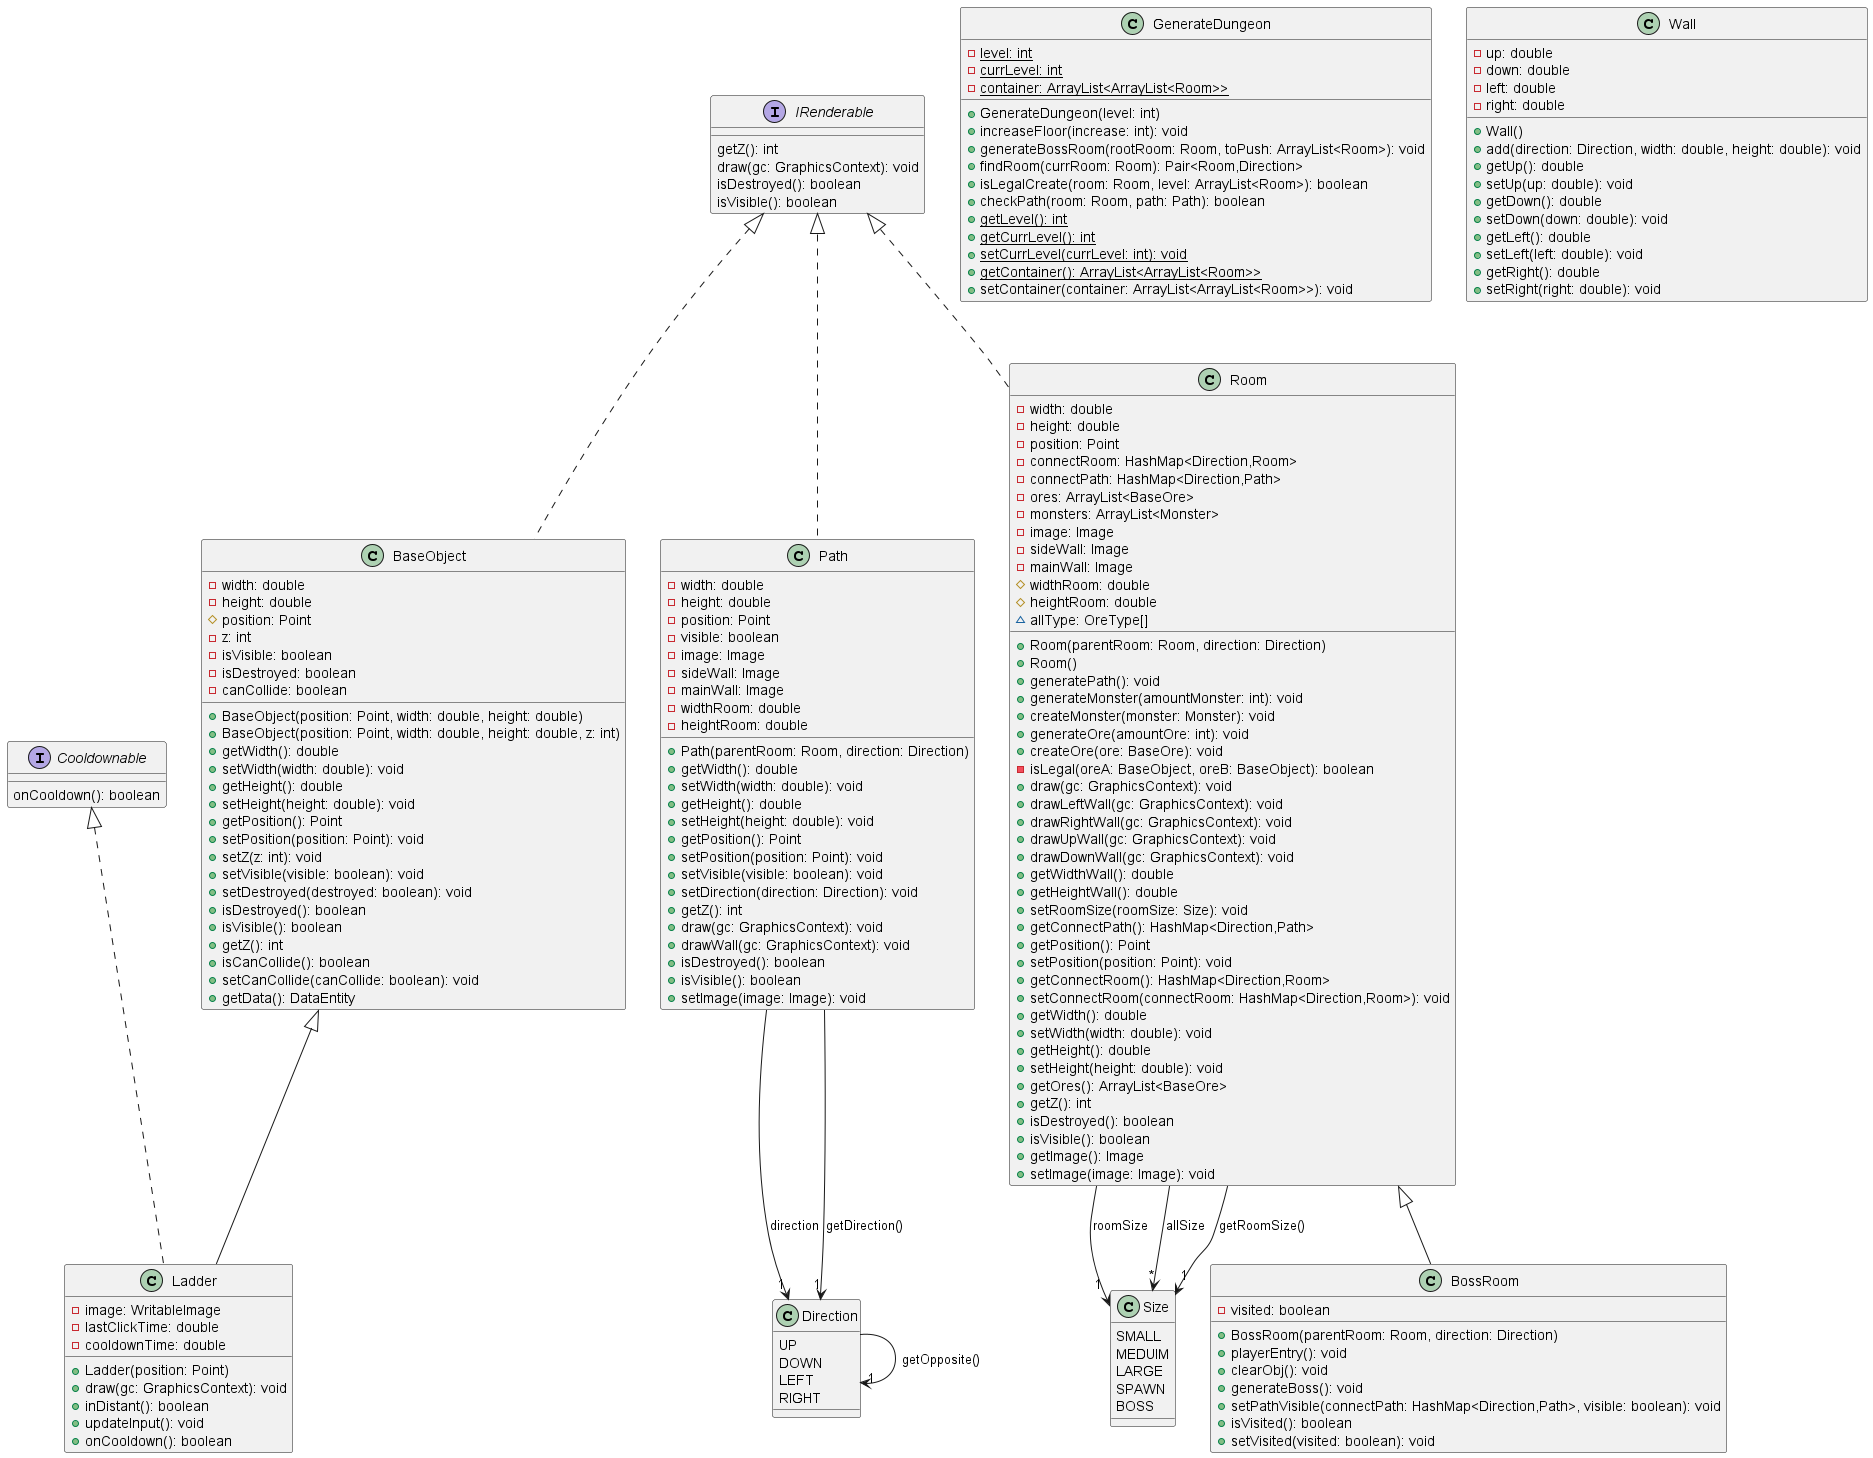 C GenerateDungeon
level: int
currLevel: int
container: ArrayList<ArrayList<Room>>
GenerateDungeon(level: int)
increaseFloor(increase: int): void
generateBossRoom(rootRoom: Room, toPush: ArrayList<Room>): void
findRoom(currRoom: Room): Pair<Room,Direction>
isLegalCreate(room: Room, level: ArrayList<Room>): boolean
checkPath(room: Room, path: Path): boolean
getLevel(): int
getCurrLevel(): int
setCurrLevel(currLevel: int): void
getContainer(): ArrayList<ArrayList<Room>>
setContainer(container: ArrayList<ArrayList<Room>>): void
C Wall
up: double
down: double
left: double
right: double
Wall()
add(direction: Direction, width: double, height: double): void
getUp(): double
setUp(up: double): void
getDown(): double
setDown(down: double): void
getLeft(): double
setLeft(left: double): void
getRight(): double
setRight(right: double): void
I IRenderable
getZ(): int
draw(gc: GraphicsContext): void
isDestroyed(): boolean
isVisible(): boolean
C Room
width: double
height: double
position: Point
connectRoom: HashMap<Direction,Room>
connectPath: HashMap<Direction,Path>
ores: ArrayList<BaseOre>
monsters: ArrayList<Monster>
image: Image
sideWall: Image
mainWall: Image
widthRoom: double
heightRoom: double
allType: OreType[]
Room(parentRoom: Room, direction: Direction)
Room()
generatePath(): void
generateMonster(amountMonster: int): void
createMonster(monster: Monster): void
generateOre(amountOre: int): void
createOre(ore: BaseOre): void
isLegal(oreA: BaseObject, oreB: BaseObject): boolean
draw(gc: GraphicsContext): void
drawLeftWall(gc: GraphicsContext): void
drawRightWall(gc: GraphicsContext): void
drawUpWall(gc: GraphicsContext): void
drawDownWall(gc: GraphicsContext): void
getWidthWall(): double
getHeightWall(): double
setRoomSize(roomSize: Size): void
getConnectPath(): HashMap<Direction,Path>
getPosition(): Point
setPosition(position: Point): void
getConnectRoom(): HashMap<Direction,Room>
setConnectRoom(connectRoom: HashMap<Direction,Room>): void
getWidth(): double
setWidth(width: double): void
getHeight(): double
setHeight(height: double): void
getOres(): ArrayList<BaseOre>
getZ(): int
isDestroyed(): boolean
isVisible(): boolean
getImage(): Image
setImage(image: Image): void
C BaseObject
width: double
height: double
position: Point
z: int
isVisible: boolean
isDestroyed: boolean
canCollide: boolean
BaseObject(position: Point, width: double, height: double)
BaseObject(position: Point, width: double, height: double, z: int)
getWidth(): double
setWidth(width: double): void
getHeight(): double
setHeight(height: double): void
getPosition(): Point
setPosition(position: Point): void
setZ(z: int): void
setVisible(visible: boolean): void
setDestroyed(destroyed: boolean): void
isDestroyed(): boolean
isVisible(): boolean
getZ(): int
isCanCollide(): boolean
setCanCollide(canCollide: boolean): void
getData(): DataEntity
C Path
width: double
height: double
position: Point
visible: boolean
image: Image
sideWall: Image
mainWall: Image
widthRoom: double
heightRoom: double
Path(parentRoom: Room, direction: Direction)
getWidth(): double
setWidth(width: double): void
getHeight(): double
setHeight(height: double): void
getPosition(): Point
setPosition(position: Point): void
setVisible(visible: boolean): void
setDirection(direction: Direction): void
getZ(): int
draw(gc: GraphicsContext): void
drawWall(gc: GraphicsContext): void
isDestroyed(): boolean
isVisible(): boolean
setImage(image: Image): void
I Cooldownable
onCooldown(): boolean
direction
getDirection()
1
1
roomSize
allSize
getRoomSize()
1
*
1
C Ladder
image: WritableImage
lastClickTime: double
cooldownTime: double
Ladder(position: Point)
draw(gc: GraphicsContext): void
inDistant(): boolean
updateInput(): void
onCooldown(): boolean
C Direction
UP
DOWN
LEFT
RIGHT
getOpposite()
1
C Size
SMALL
MEDUIM
LARGE
SPAWN
BOSS
C BossRoom
visited: boolean
BossRoom(parentRoom: Room, direction: Direction)
playerEntry(): void
clearObj(): void
generateBoss(): void
setPathVisible(connectPath: HashMap<Direction,Path>, visible: boolean): void
isVisited(): boolean
setVisited(visited: boolean): void